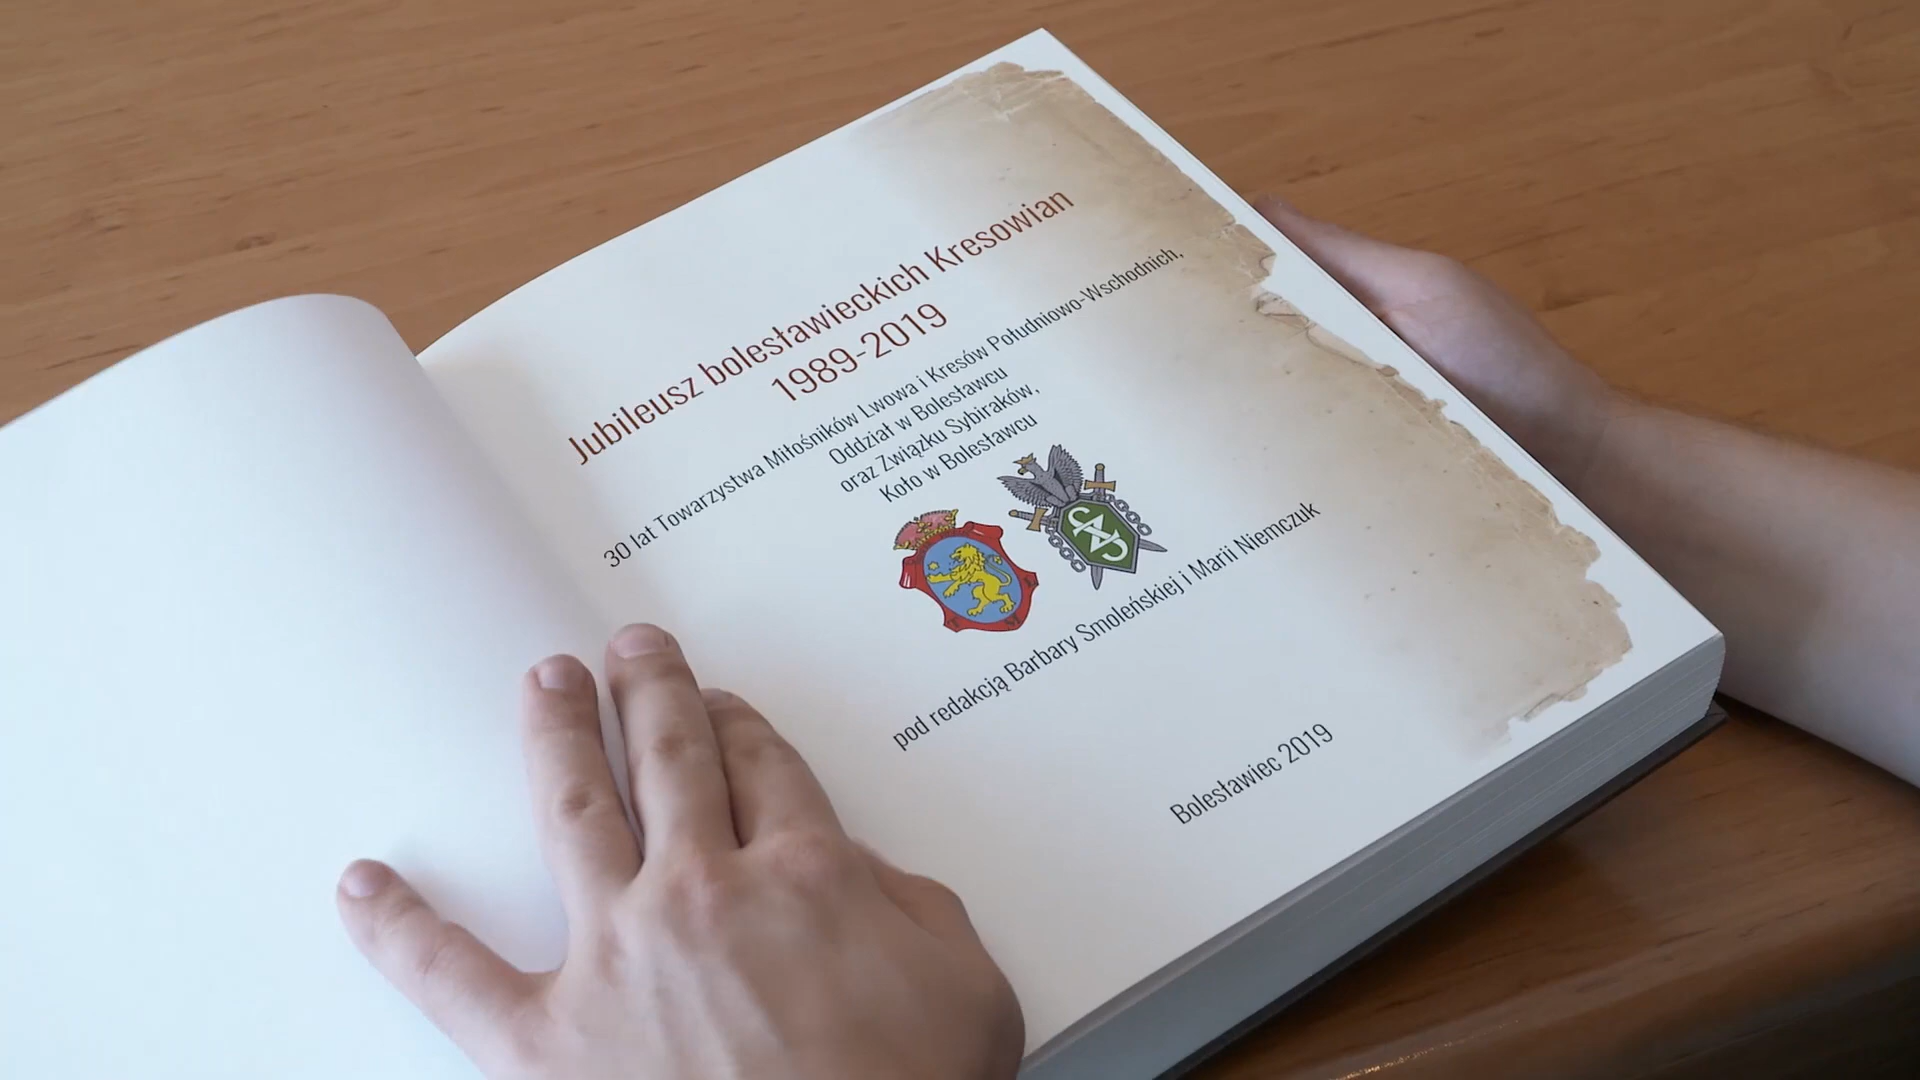 Jubileusz bolesławieckich Kresowian
1989-2019
30 lat Towarzystwa Miłośników Lwowa i Kresów Południowo-Wschodnich,
Oddział w Bolesławcu
oraz Związku Sybiraków,
Koło w Bolesławcu
pod redakcją Barbary Smoleńskiej i Marii Niemczuk
Bolesławiec 2019